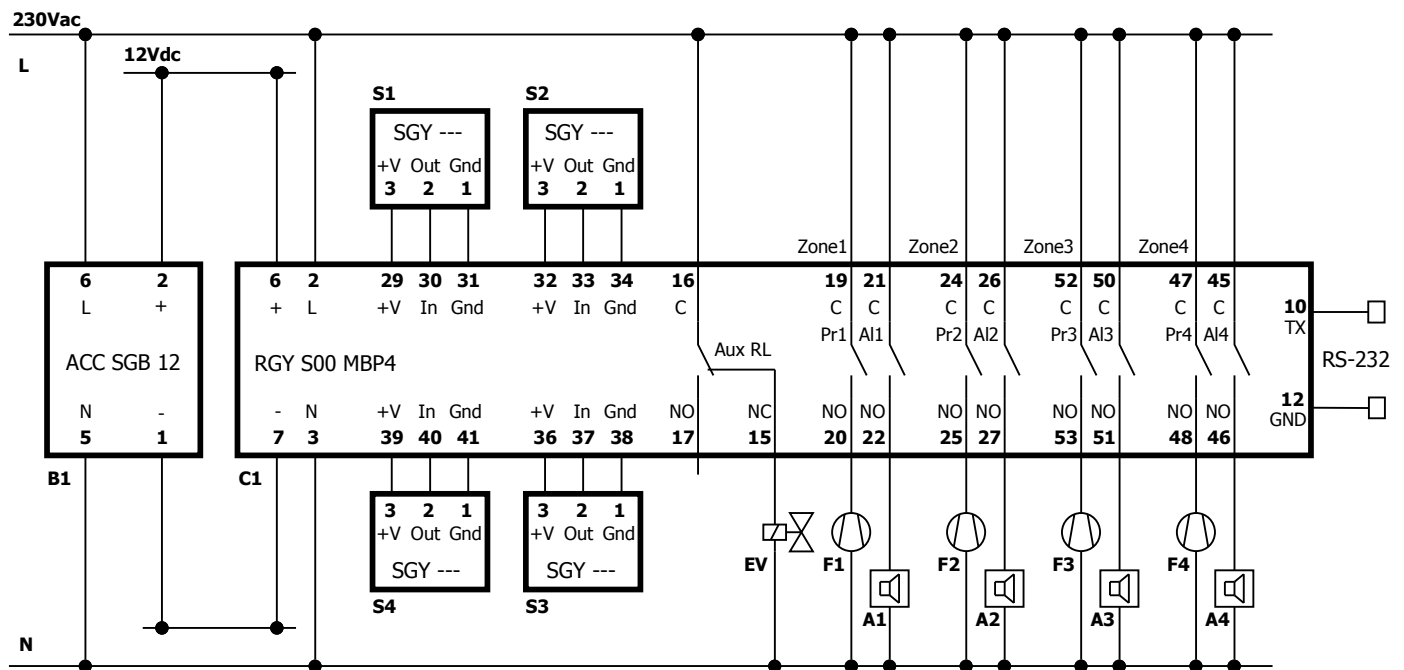 230Vac
L
12Vdc
S1 S2
SGY --- SGY ---
+V Out Gnd +V Out Gnd
3 2 1 3 2 1
Zone1 Zone2 Zone3 Zone4
6 2 6 2 29 30 31 32 33 34 16 19 21 24 26 52 50 47 45
L + + L +V In Gnd +V In Gnd C C C C C C C C C
10
TX
Pr1 Al1 Pr2 Al2 Pr3 Al3 Pr4 Al4
Aux RL
ACC SGB 12 RGY S00 MBP4 RS-232
N - - N +V In Gnd +V In Gnd NO NC NO NO NO NO NO NO NO NO
12
GND
5 1 7 3 39 40 41 36 37 38 17 15 20 22 25 27 53 51 48 46
B1 C1
3 2 1 3 2 1
+V Out Gnd +V Out Gnd
SGY --- SGY ---
EV F1 F2 F3 F4
S4 S3
A1 A2 A3 A4
N